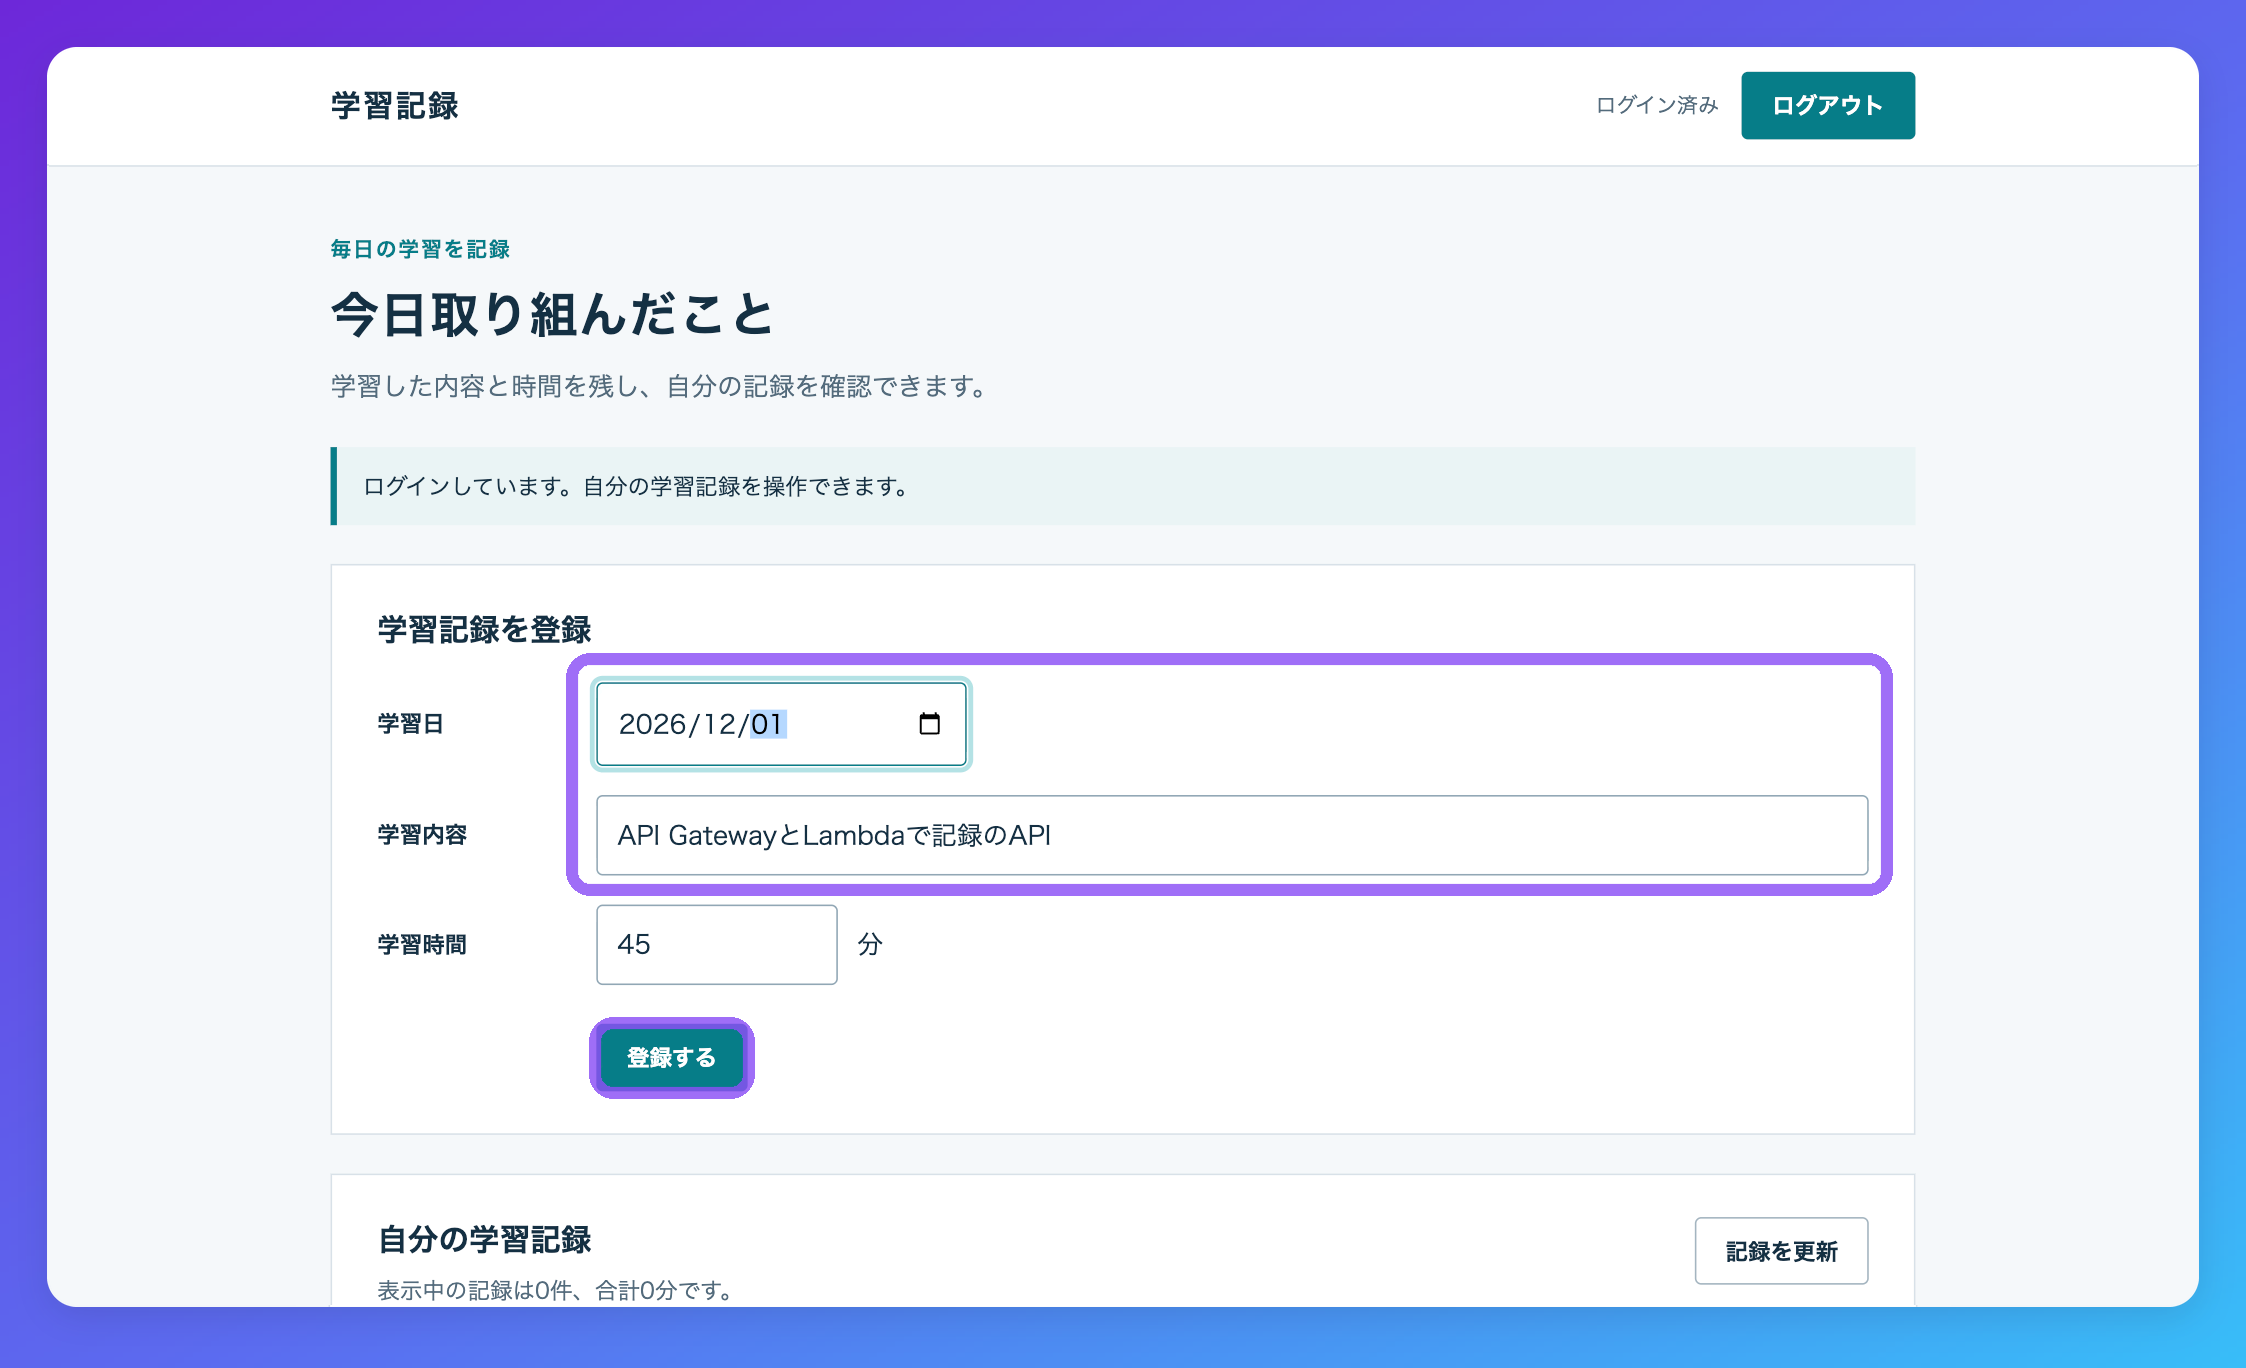 学習記録
ログイン済み
ログアウト
毎日の学習を記録
今日取り組んだこと
学習した内容と時間を残し、自分の記録を確認できます。
ログインしています。自分の学習記録を操作できます。
学習記録を登録
学習日
2026/12/01
学習内容
API GatewayとLambdaで記録のAPI
学習時間
45
分
登録する
自分の学習記録
記録を更新
表示中の記録は0件、合計0分です。